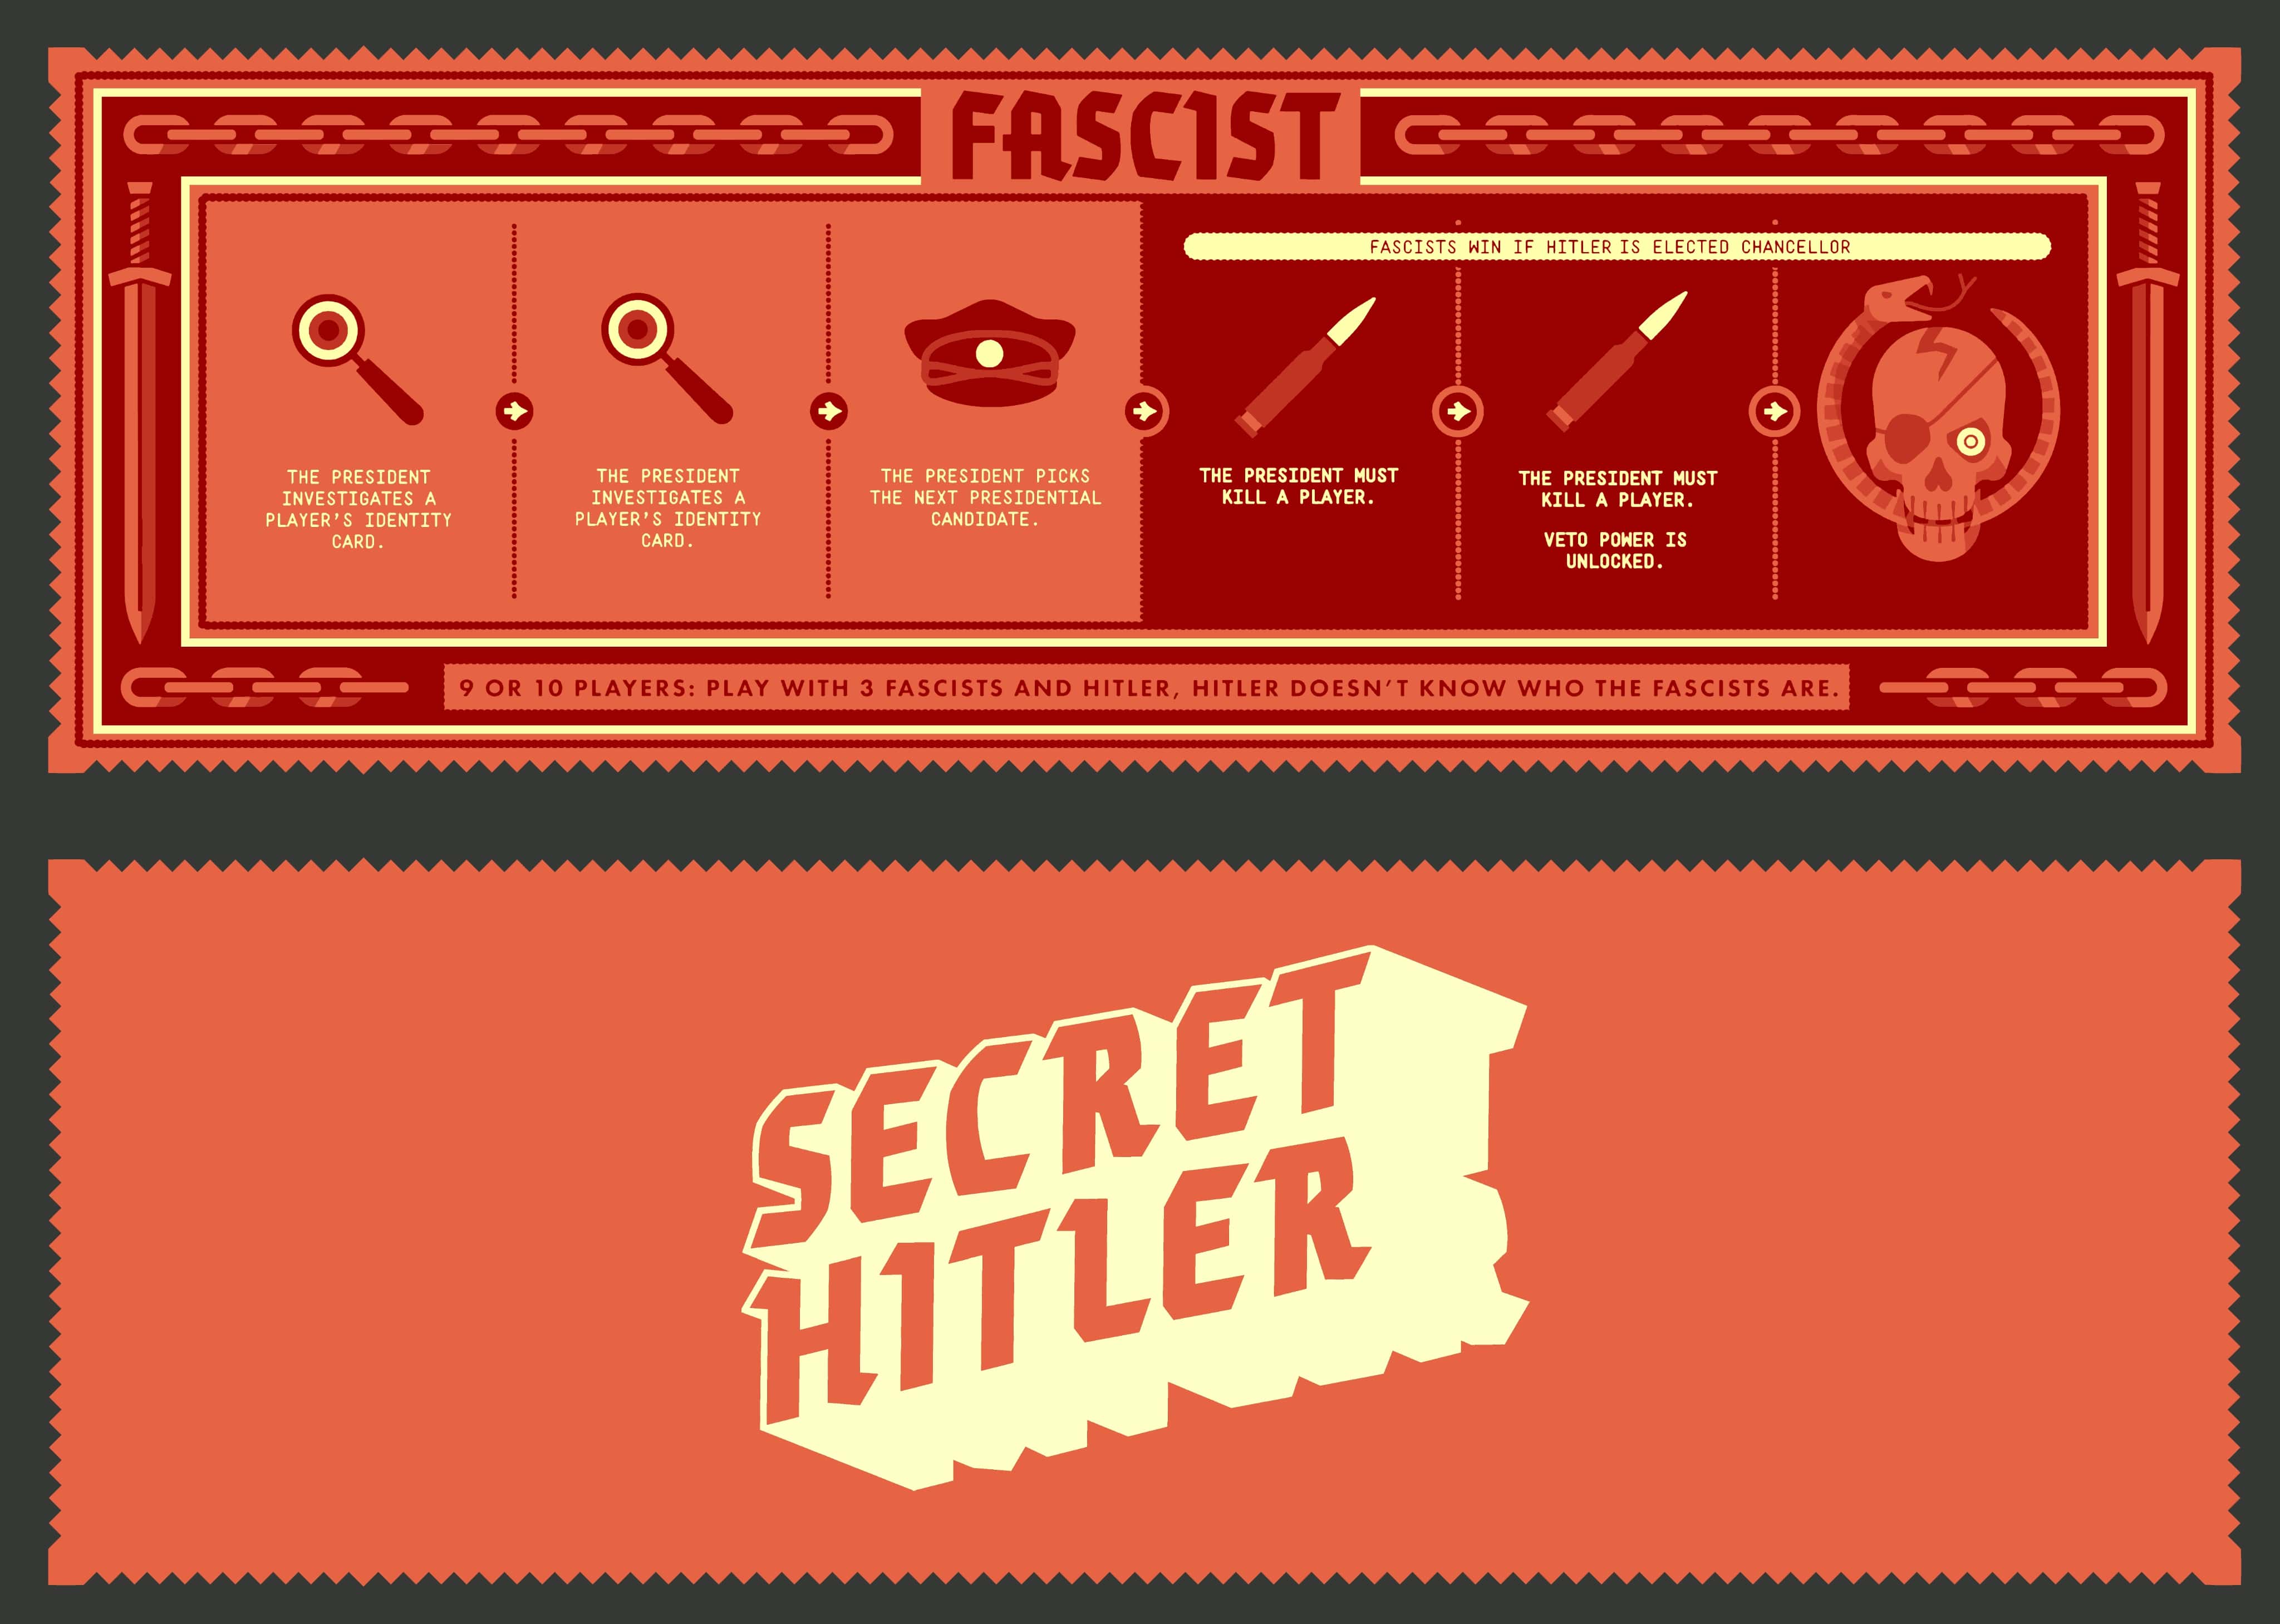 FASCIST
FASCISTS WIN IF HITLER IS ELECTED CHANCELLOR
THE PRESIDENT
INVESTIGATES A
PLAYER’S IDENTITY
CARD.
THE PRESIDENT
INVESTIGATES A
PLAYER’S IDENTITY
CARD.
THE PRESIDENT PICKS
THE NEXT PRESIDENTIAL
CANDIDATE.
THE PRESIDENT MUST
KILL A PLAYER.
THE PRESIDENT MUST
KILL A PLAYER.
VETO POWER IS
UNLOCKED.
9 OR 10 PLAYERS: PLAY WITH 3 FASCISTS AND HITLER, HITLER DOESN’T KNOW WHO THE FASCISTS ARE.
SECRET
HITLER